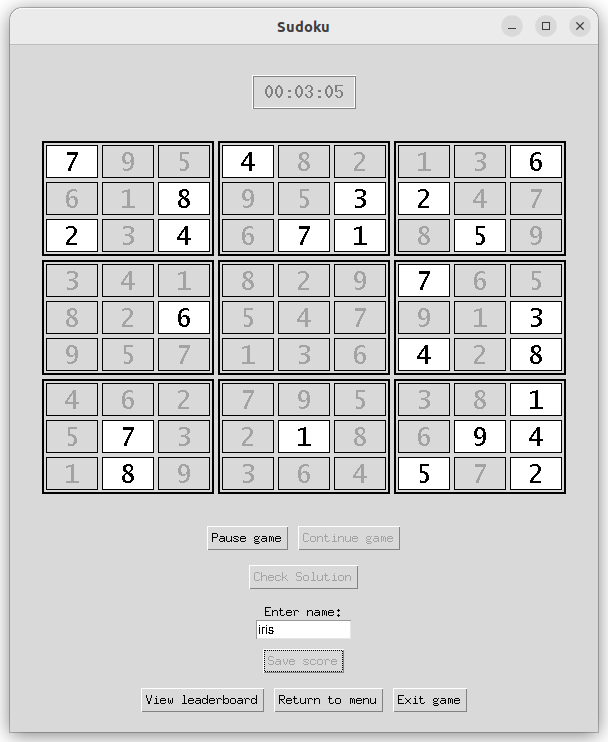 Sudoku
00:03:05
7 9 5 4 8 2 1 3 6
6 1 8 9 5 3 2 4 7
2 3 4 6 7 1 8 5 9
3 4 1 8 2 9 7 6 5
8 2 6 5 4 7 9 1 3
9 5 7 1 3 6 4 2 8
4 6 2 7 9 5 3 8 1
5 7 3 2 1 8 6 9 4
1 8 9 3 6 4 5 7 2
Pause game Continue game
Check Solution
Enter name:
iris
Save score
View leaderboard Return to menu Exit game